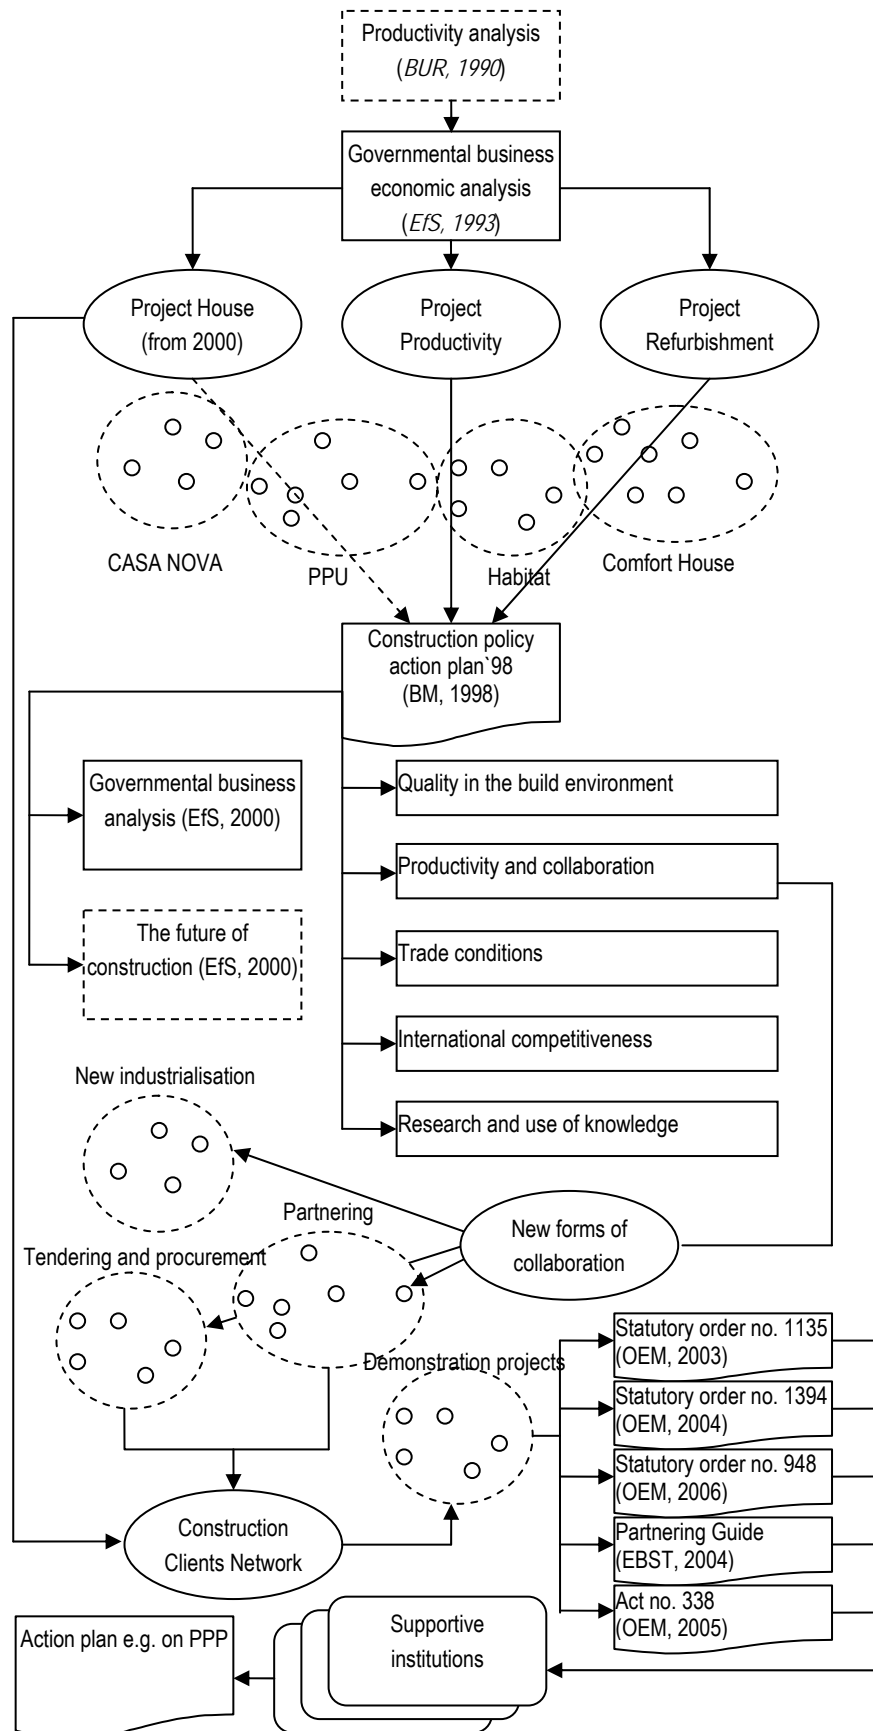 Productivity analysis
(BUR, 1990)
Governmental business
economic analysis
(EfS, 1993)
Project House
(from 2000)
Project
Productivity
Project
Refurbishment
CASA NOVA
PPU
Habitat
Comfort House
Construction policy
action plan`98
(BM, 1998)
Governmental business
analysis (EfS, 2000)
The future of
construction (EfS, 2000)
Quality in the build environment
Productivity and collaboration
Trade conditions
International competitiveness
Research and use of knowledge
New industrialisation
Partnering
Tendering and procurement
New forms of
collaboration
Demonstration projects
Statutory order no. 1135
(OEM, 2003)
Statutory order no. 1394
(OEM, 2004)
Statutory order no. 948
(OEM, 2006)
Partnering Guide
(EBST, 2004)
Act no. 338
(OEM, 2005)
Construction
Clients Network
Supportive
institutions
Action plan e.g. on PPP